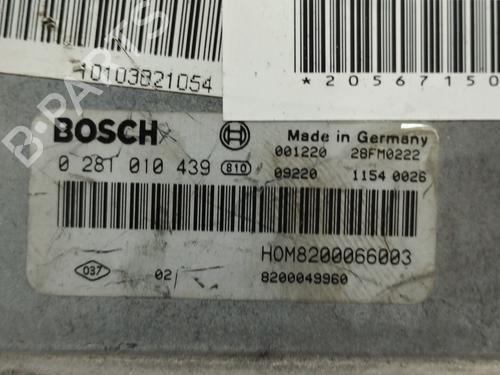 10103821054
*20567150
B-PARTS
BOSCH
Made in Germany
0 281 010 439 810
001220 28FM0222
09220 1154 0026
HOM8200066003
037 02/ 8200049960